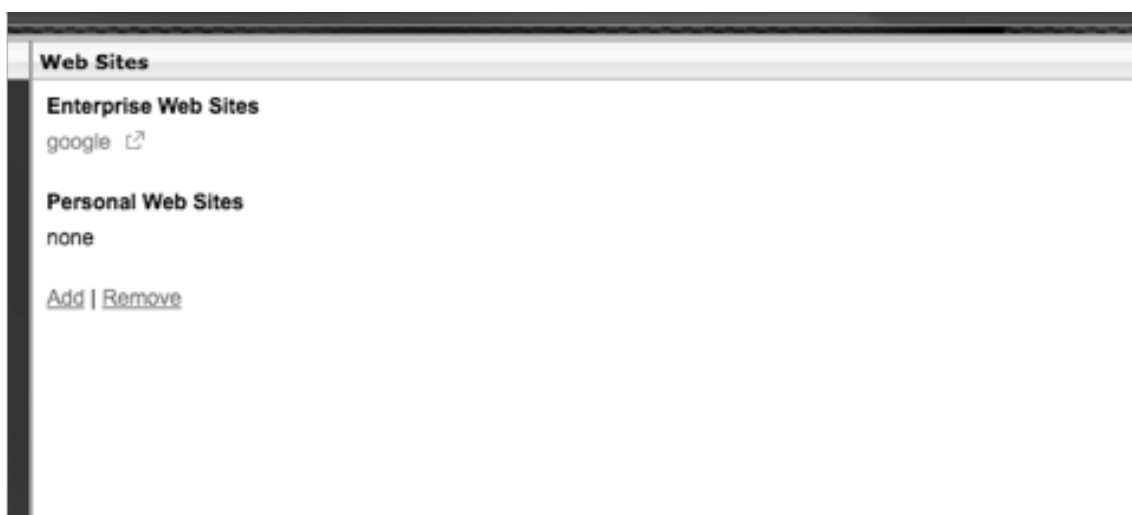 Web Sites
Enterprise Web Sites
google
Personal Web Sites
none
Add | Remove